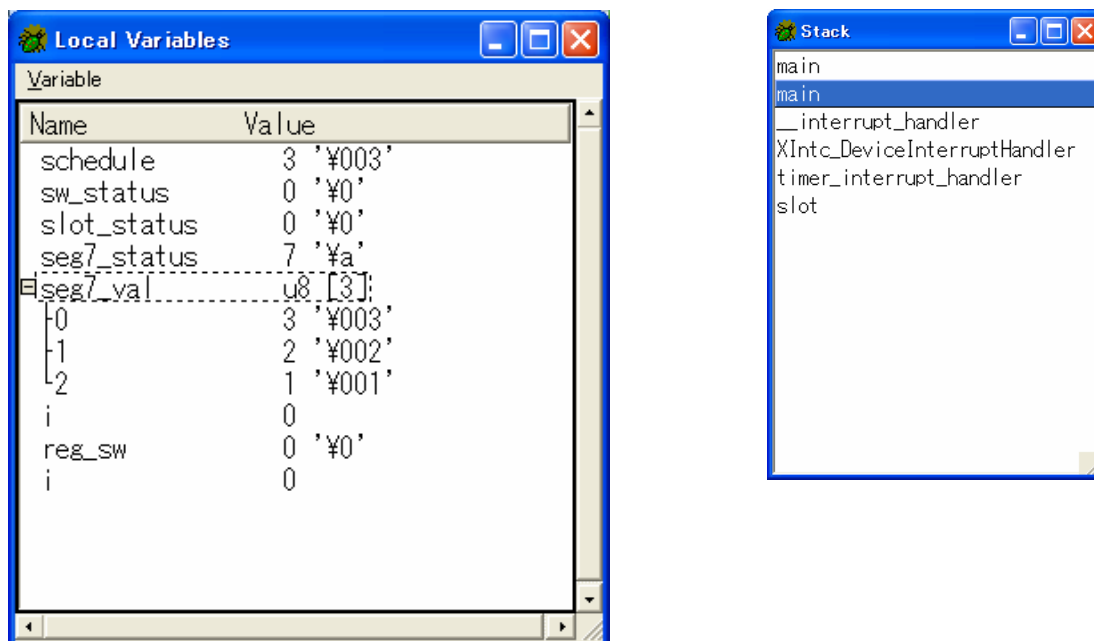 Local Variables
Variable
Name Value
schedule 3 '¥003'
sw_status 0 '¥0'
slot_status 0 '¥0'
seg7_status 7 '¥a'
seg7_val u8 [3]
0 3 '¥003'
1 2 '¥002'
2 1 '¥001'
i 0
reg_sw 0 '¥0'
i 0
Stack
main
main
__interrupt_handler
XIntc_DeviceInterruptHandler
timer_interrupt_handler
slot